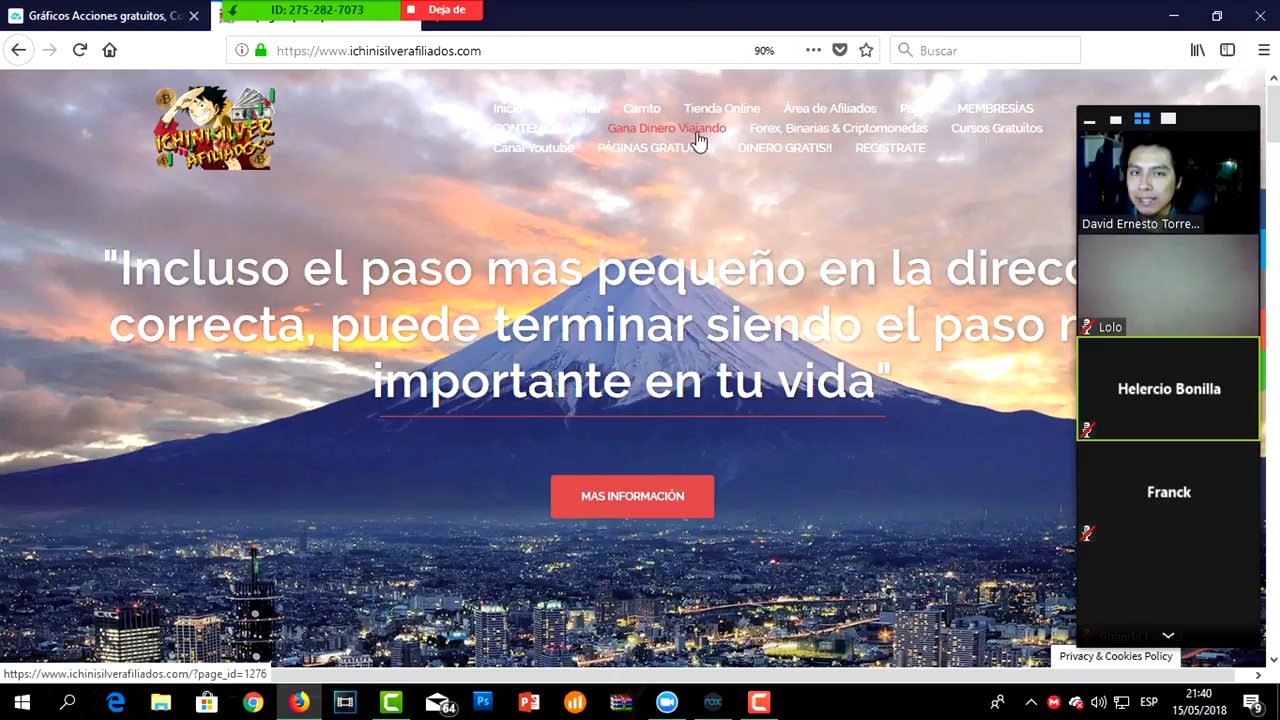 Gráficos Acciones gratuitos, Co
ID: 275-282-7073
Deja de
https://www.ichinisilverafiliados.com
90%
Buscar
ICHINISILVER
AFILIADOS
Carrito
Tienda Online
Área de Afiliados
MEMBRESÍAS
Gana Dinero Viajando
Forex, Binarias & Criptomonedas
Cursos Gratuitos
Canal Youtube
PÁGINAS
DINERO GRATIS!!
REGISTRATE
"Incluso el paso mas pequeño en la direcc
correcta, puede terminar siendo el paso
importante en tu vida"
MAS INFORMACIÓN
David Ernesto Torre...
Lolo
Helercio Bonilla
Franck
Privacy & Cookies Policy
https://www.ichinisilverafiliados.com/?page_id=1276
64
ESP
21:40
15/05/2018
9